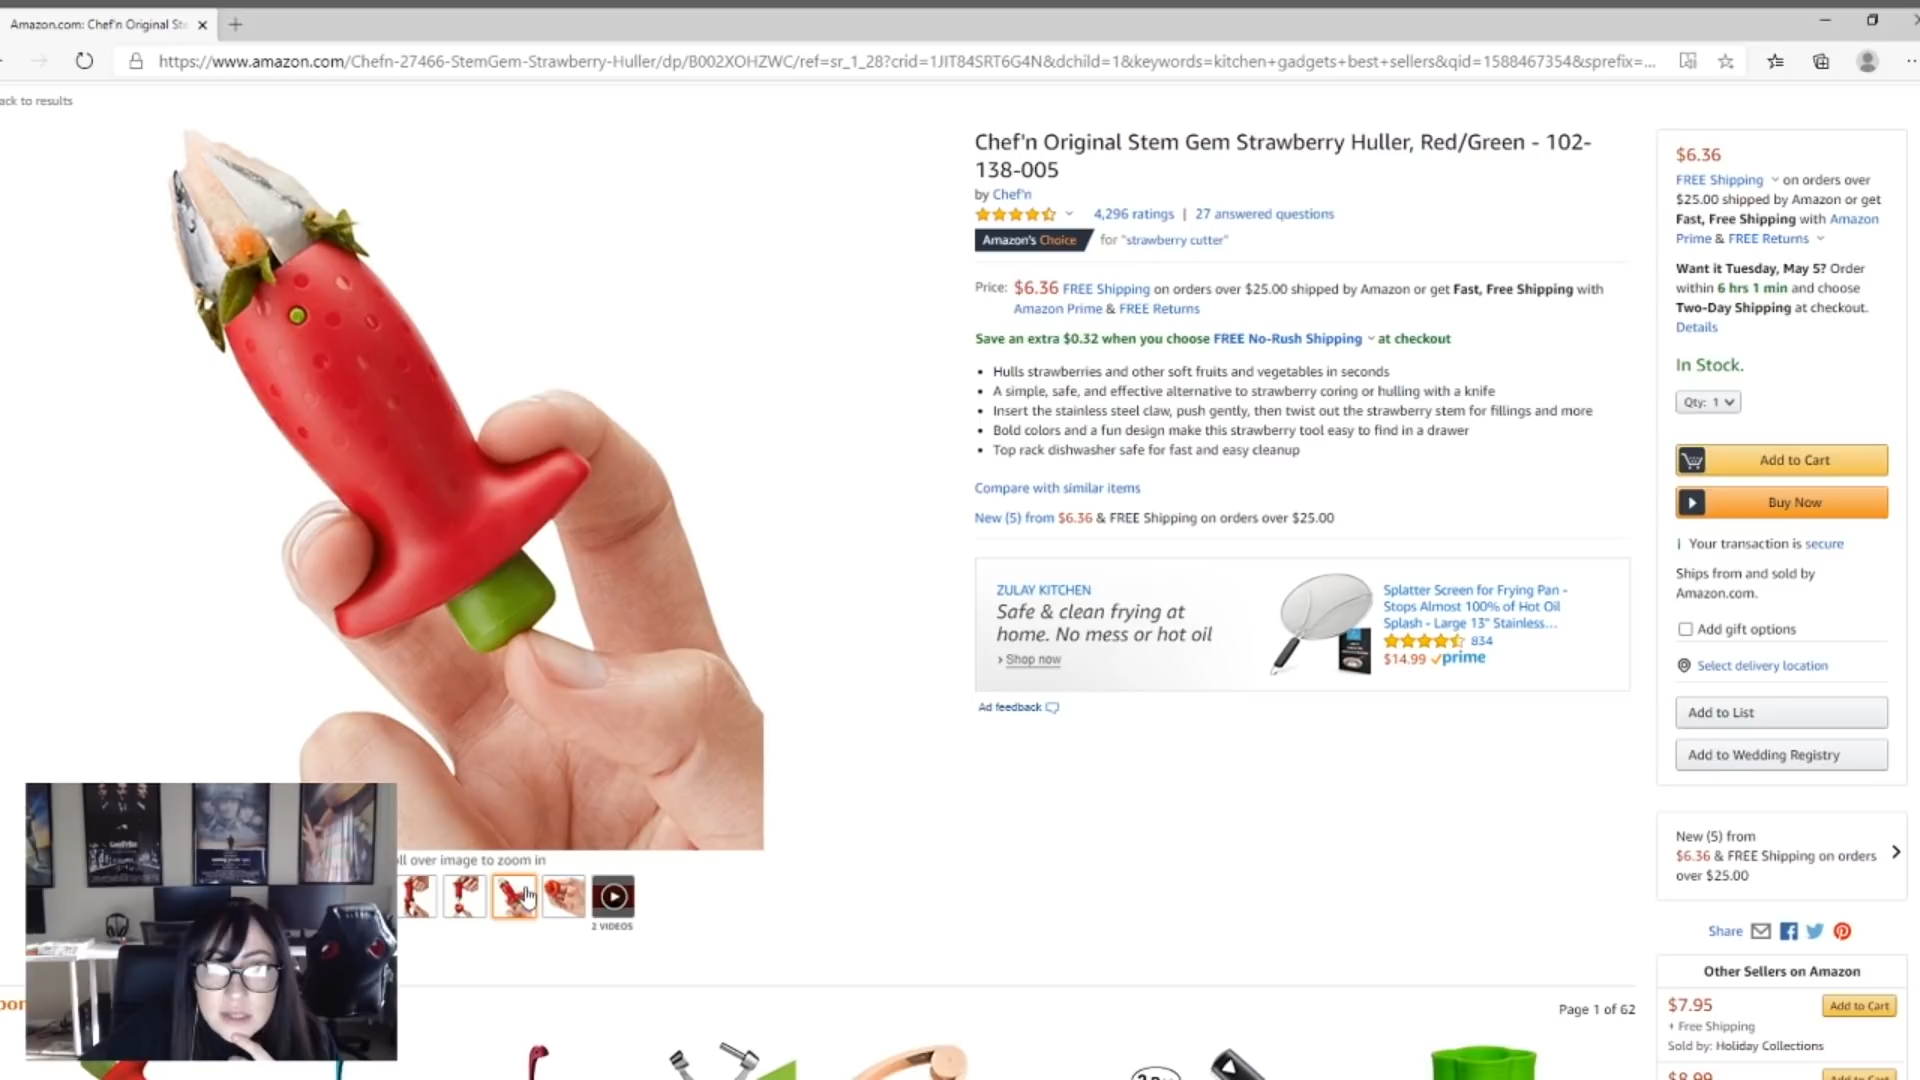 Amazon.com: Chef'n Original Ste
https://www.amazon.com/Chefn-27466-StemGem-Strawberry-Huller/dp/B002XOHZWC/ref=sr_1_28?crid=1JIT84SRT6G4N&dchild=1&keywords=kitchen+gadgets+best+sellers&qid=1588467354&sprefix=...
ack to results
Chef'n Original Stem Gem Strawberry Huller, Red/Green - 102-
138-005
by Chef'n
4,296 ratings | 27 answered questions
Amazon's Choice for "strawberry cutter"
Price: $6.36 FREE Shipping on orders over $25.00 shipped by Amazon or get Fast, Free Shipping with
Amazon Prime & FREE Returns
Save an extra $0.32 when you choose FREE No-Rush Shipping at checkout
• Hulls strawberries and other soft fruits and vegetables in seconds
• A simple, safe, and effective alternative to strawberry coring or hulling with a knife
• Insert the stainless steel claw, push gently, then twist out the strawberry stem for fillings and more
• Bold colors and a fun design make this strawberry tool easy to find in a drawer
• Top rack dishwasher safe for fast and easy cleanup
Compare with similar items
New (5) from $6.36 & FREE Shipping on orders over $25.00
ZULAY KITCHEN
Safe & clean frying at
home. No mess or hot oil
› Shop now
Splatter Screen for Frying Pan -
Stops Almost 100% of Hot Oil
Splash - Large 13" Stainless...
834
$14.99 prime
Ad feedback
$6.36
FREE Shipping on orders over
$25.00 shipped by Amazon or get
Fast, Free Shipping with Amazon
Prime & FREE Returns
Want it Tuesday, May 5? Order
within 6 hrs 1 min and choose
Two-Day Shipping at checkout.
Details
In Stock.
Qty: 1
Add to Cart
Buy Now
Your transaction is secure
Ships from and sold by
Amazon.com.
Add gift options
Select delivery location
Add to List
Add to Wedding Registry
New (5) from
$6.36 & FREE Shipping on orders
over $25.00
Share
Other Sellers on Amazon
$7.95 Add to Cart
+ Free Shipping
Sold by: Holiday Collections
$8.99 Add to Cart
ll over image to zoom in
2 VIDEOS
Page 1 of 62